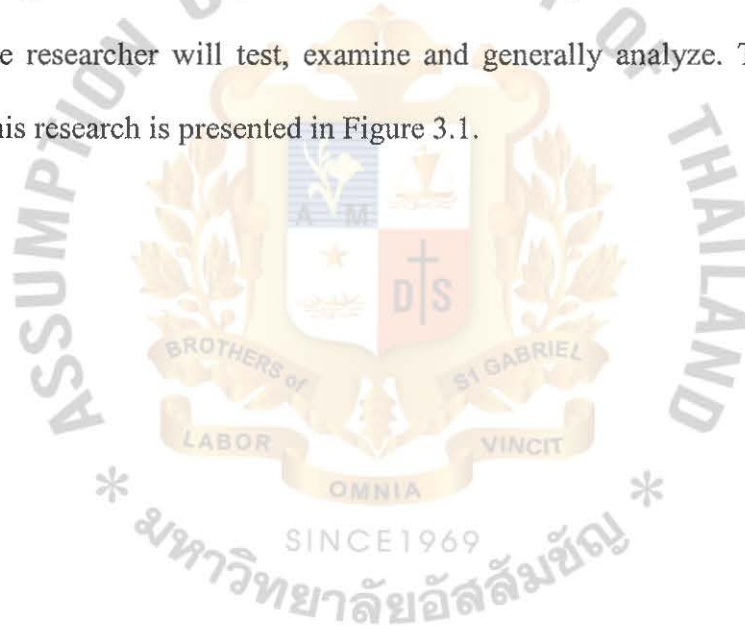 e researcher will test, examine and generally analyze. T
his research is presented in Figure 3.1.
OF THAILAND
ASSUMPTION
A M
D S
BROTHERS of
ST GABRIEL
LABOR
VINCIT
OMNIA
SINCE1969
* มหาวิทยาลัยอัสสัมชัญ *